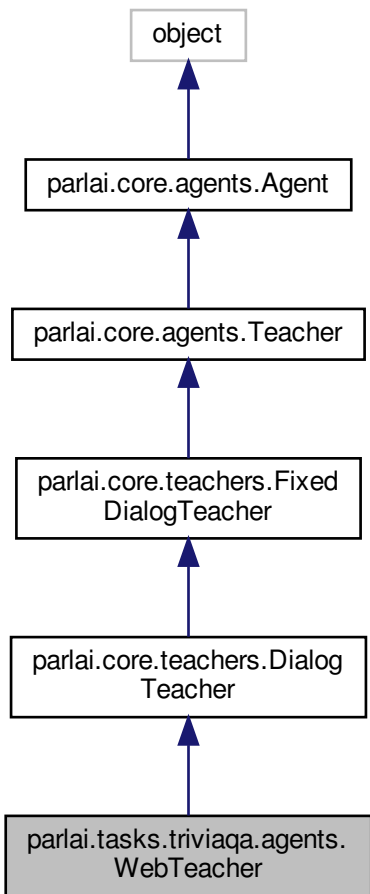 object
parlai.core.agents.Agent
parlai.core.agents.Teacher
parlai.core.teachers.Fixed
DialogTeacher
parlai.core.teachers.Dialog
Teacher
parlai.tasks.triviaqa.agents.
WebTeacher